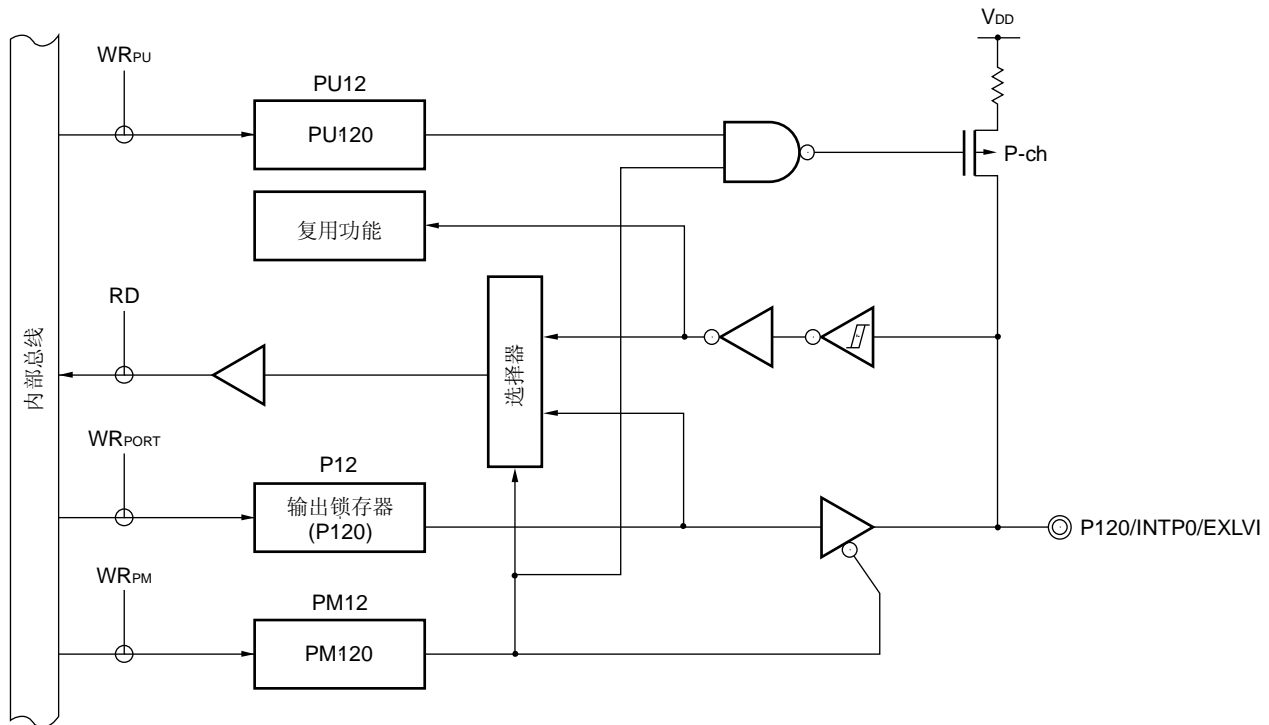 VDD
WRPU
PU12
PU120
P-ch
复用功能
RD
内部总线
选择器
WRPORT
P12
输出锁存器
(P120)
P120/INTP0/EXLVI
WRPM
PM12
PM120